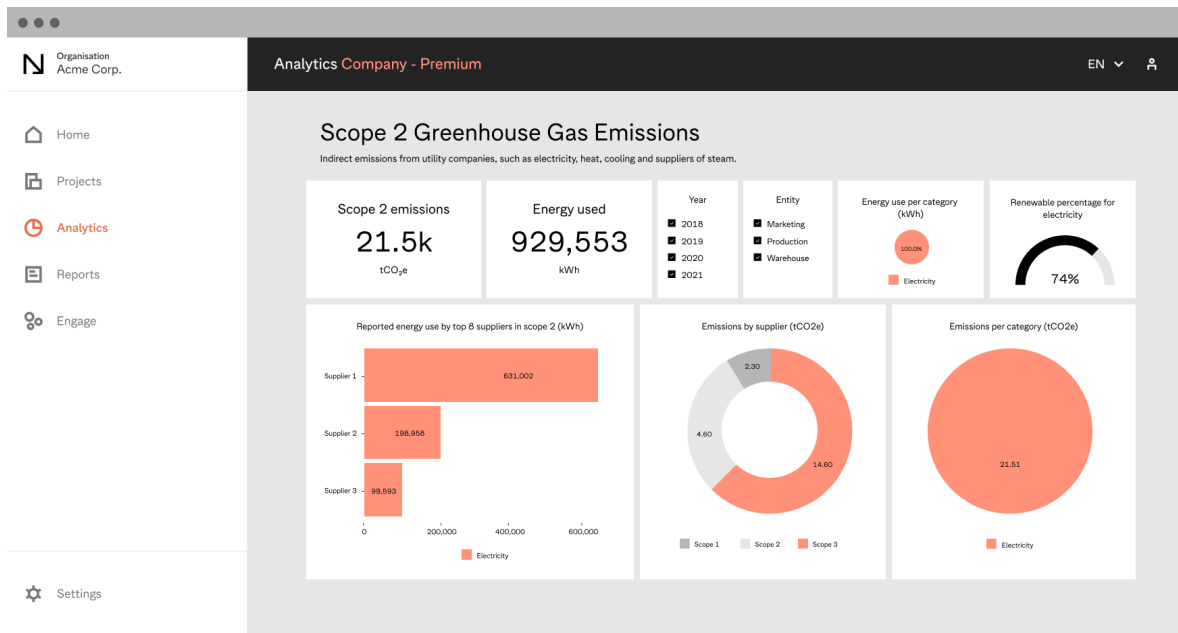 Organisation
Acme Corp.
Analytics Company - Premium
EN
Home
Projects
Analytics
Reports
Engage
Settings
Scope 2 Greenhouse Gas Emissions
Indirect emissions from utility companies, such as electricity, heat, cooling and suppliers of steam.
Scope 2 emissions
21.5k
tCO₂e
Energy used
929,553
kWh
Year
2018
2019
2020
2021
Entity
Marketing
Production
Warehouse
Energy use per category
(kWh)
100.0%
Electricity
Renewable percentage for
electricity
74%
Reported energy use by top 8 suppliers in scope 2 (kWh)
Supplier 1
631,002
Supplier 2
198,958
Supplier 3
99,593
0 200,000 400,000 600,000
Electricity
Emissions by supplier (tCO2e)
2.30
4.60
14.60
Scope 1 Scope 2 Scope 3
Emissions per category (tCO2e)
21.51
Electricity